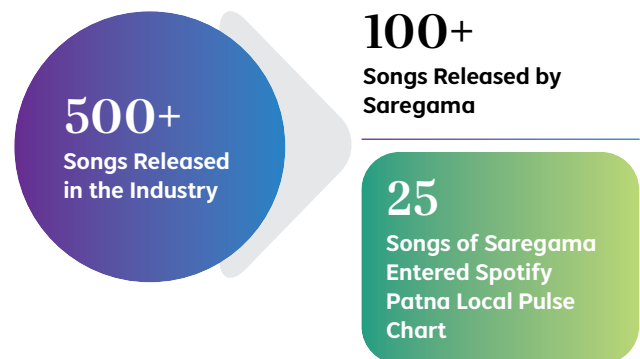 500+
Songs Released
in the Industry
100+
Songs Released by
Saregama
25
Songs of Saregama
Entered Spotify
Patna Local Pulse
Chart